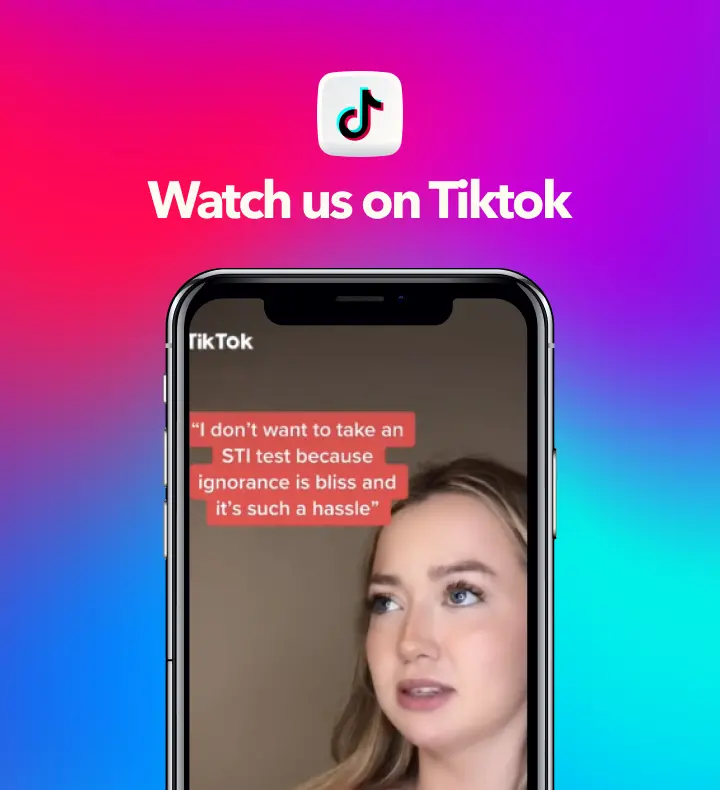 Watch us on Tiktok
TikTok
“I don’t want to take an
STI test because
ignorance is bliss and
it’s such a hassle”